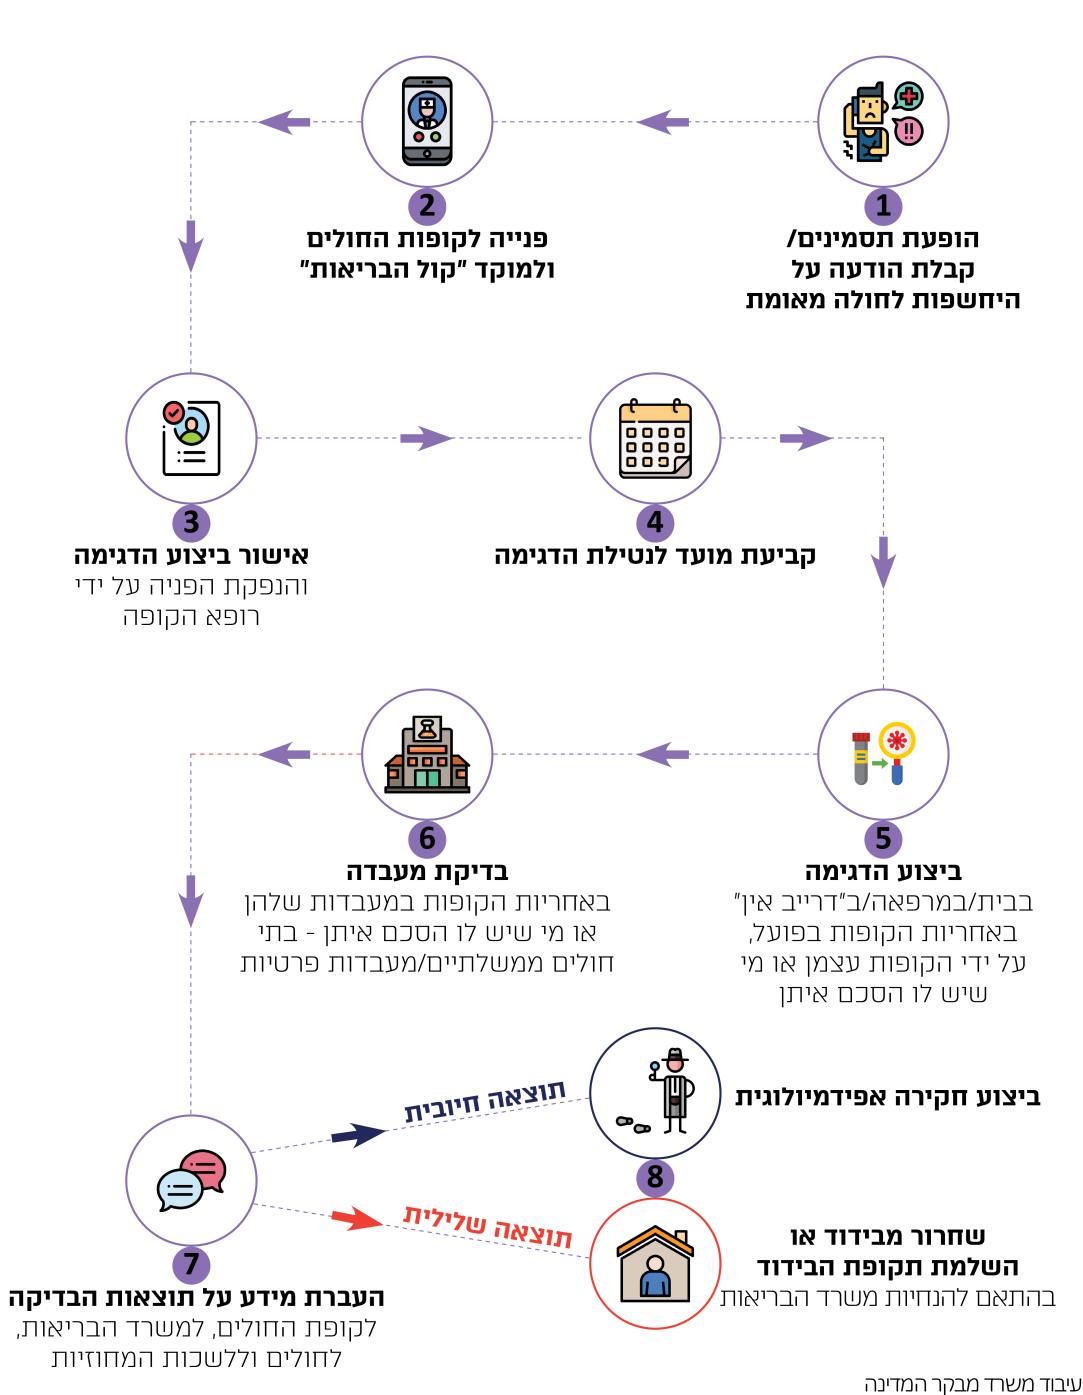 1
הופעת תסמינים/
קבלת הודעה על
היחשפות לחולה מאומת
2
פנייה לקופות החולים
ולמוקד "קול הבריאות"
3
אישור ביצוע הדגימה
והנפקת הפניה על ידי
רופא הקופה
4
קביעת מועד לנטילת הדגימה
5
ביצוע הדגימה
בבית/במרפאה/ב"דרייב אין"
באחריות הקופות בפועל,
על ידי הקופות עצמן או מי
שיש לו הסכם איתן
6
בדיקת מעבדה
באחריות הקופות במעבדות שלהן
או מי שיש לו הסכם איתן - בתי
חולים ממשלתיים/מעבדות פרטיות
7
העברת מידע על תוצאות הבדיקה
לקופת החולים, למשרד הבריאות,
לחולים וללשכות המחוזיות
תוצאה חיובית
ביצוע חקירה אפידמיולוגית
8
תוצאה שלילית
שחרור מבידוד או
השלמת תקופת הבידוד
בהתאם להנחיות משרד הבריאות
עיבוד משרד מבקר המדינה